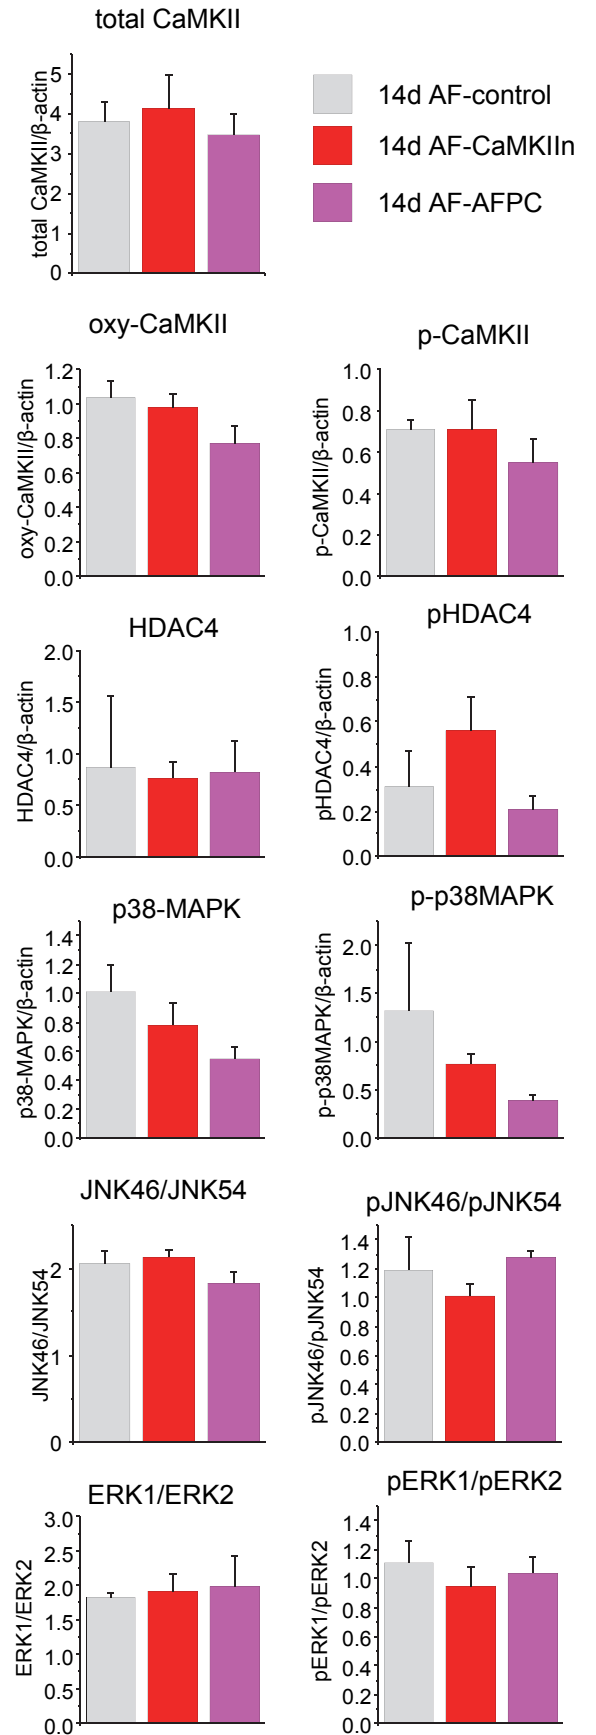 total CaMKII
total CaMKII/β-actin
5
4
3
2
1
0
14d AF-control
14d AF-CaMKIIn
14d AF-AFPC
oxy-CaMKII
oxy-CaMKII/β-actin
1.2
1.0
0.8
0.6
0.4
0.2
0.0
p-CaMKII
p-CaMKII/β-actin
1.0
0.8
0.6
0.4
0.2
0.0
HDAC4
HDAC4/β-actin
2.0
1.5
1.0
0.5
0.0
pHDAC4
pHDAC4/β-actin
1.0
0.8
0.6
0.4
0.2
0.0
p38-MAPK
p38-MAPK/β-actin
1.4
1.2
1.0
0.8
0.6
0.4
0.2
0.0
p-p38MAPK
p-p38MAPK/β-actin
2.0
1.5
1.0
0.5
0.0
JNK46/JNK54
JNK46/JNK54
2
1
0
pJNK46/pJNK54
pJNK46/pJNK54
1.4
1.2
1.0
0.8
0.6
0.4
0.2
0.0
ERK1/ERK2
ERK1/ERK2
3.0
2.5
2.0
1.5
1.0
0.5
0.0
pERK1/pERK2
pERK1/pERK2
1.4
1.2
1.0
0.8
0.6
0.4
0.2
0.0